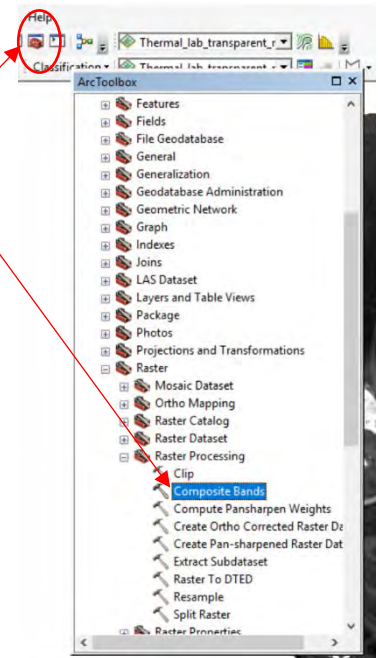 Help
Thermal_lab_transparent_r
Classification Thermal_lab_transparent_r
ArcToolbox
Features
Fields
File Geodatabase
General
Generalization
Geodatabase Administration
Geometric Network
Graph
Indexes
Joins
LAS Dataset
Layers and Table Views
Package
Photos
Projections and Transformations
Raster
Mosaic Dataset
Ortho Mapping
Raster Catalog
Raster Dataset
Raster Processing
Clip
Composite Bands
Compute Pansharpen Weights
Create Ortho Corrected Raster Da
Create Pan-sharpened Raster Dat
Extract Subdataset
Raster To DTED
Resample
Split Raster
Raster Properties